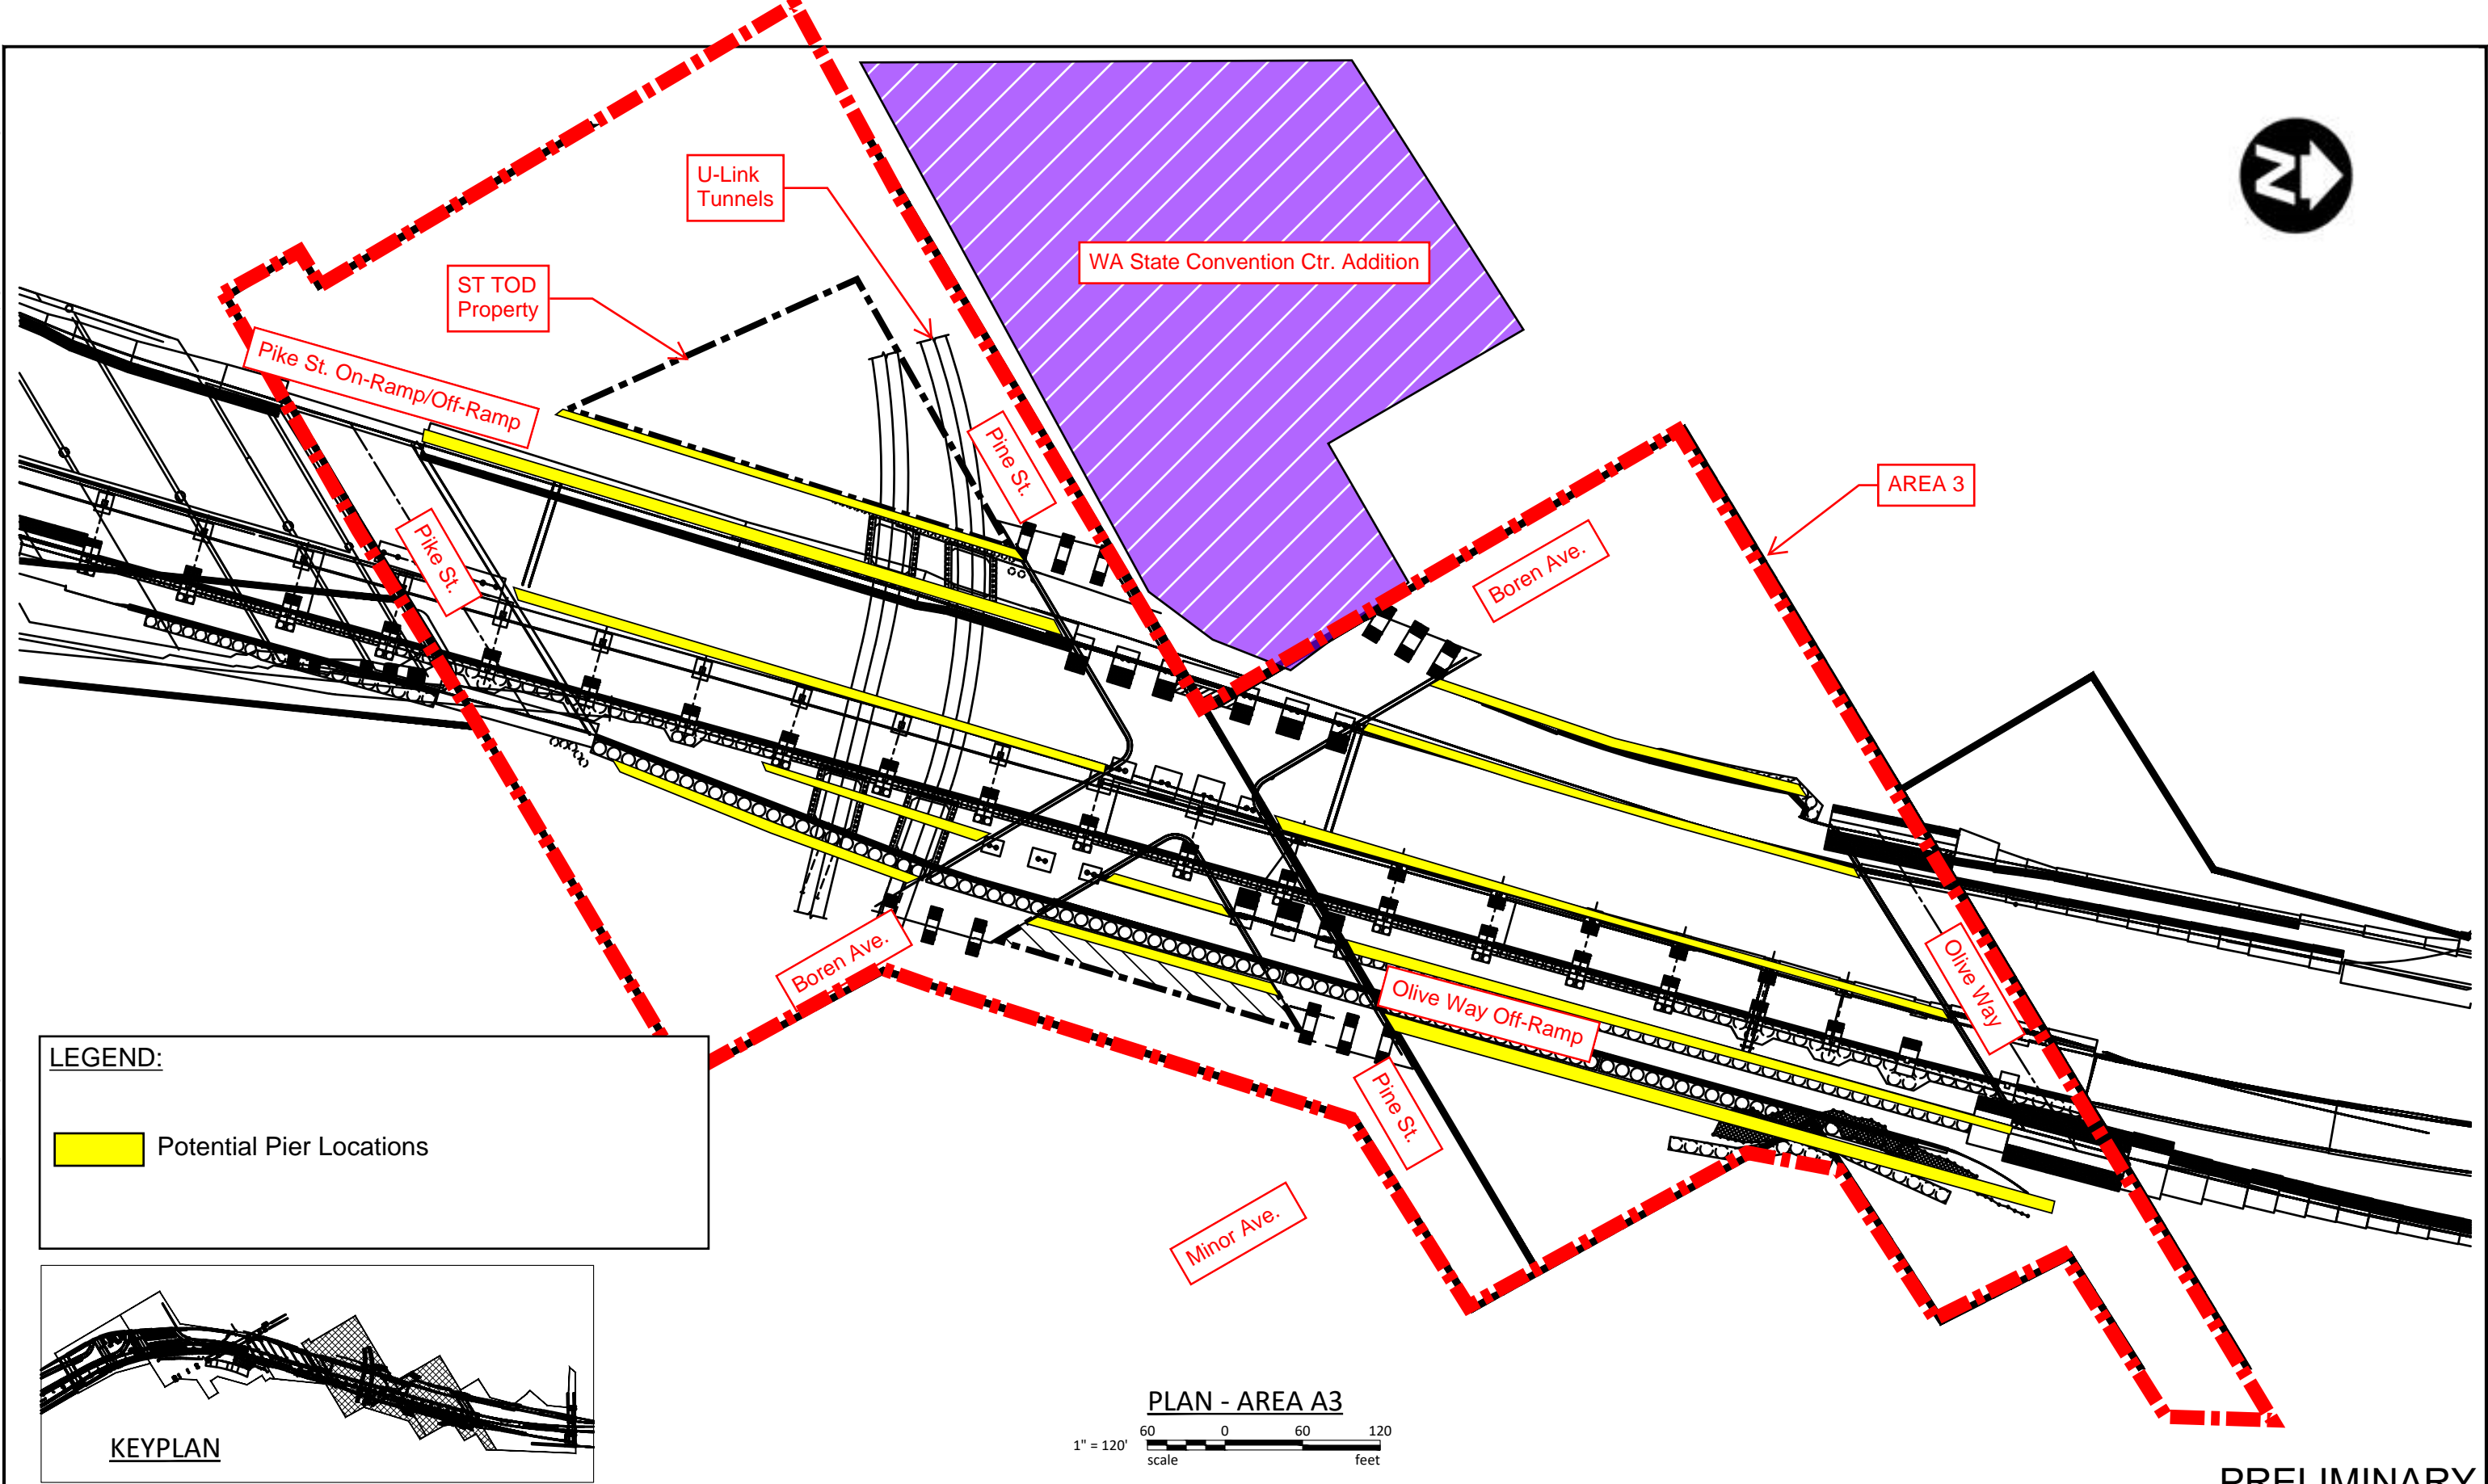 U-Link
Tunnels
WA State Convention Ctr. Addition
N
ST TOD
Property
Pike St. On-Ramp/Off-Ramp
Pine St.
AREA 3
Pike St.
Boren Ave.
Boren Ave.
Olive Way
Olive Way Off-Ramp
Pine St.
Minor Ave.
LEGEND:
Potential Pier Locations
KEYPLAN
PLAN - AREA A3
1" = 120'
60 0 60 120
scale feet
PRELIMINARY